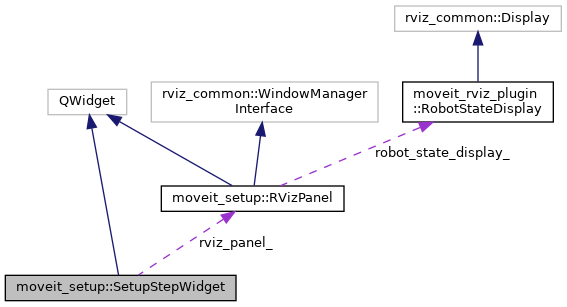 rviz_common::Display
QWidget
rviz_common::WindowManager
Interface
moveit_rviz_plugin
::RobotStateDisplay
robot_state_display_
moveit_setup::RVizPanel
rviz_panel_
moveit_setup::SetupStepWidget